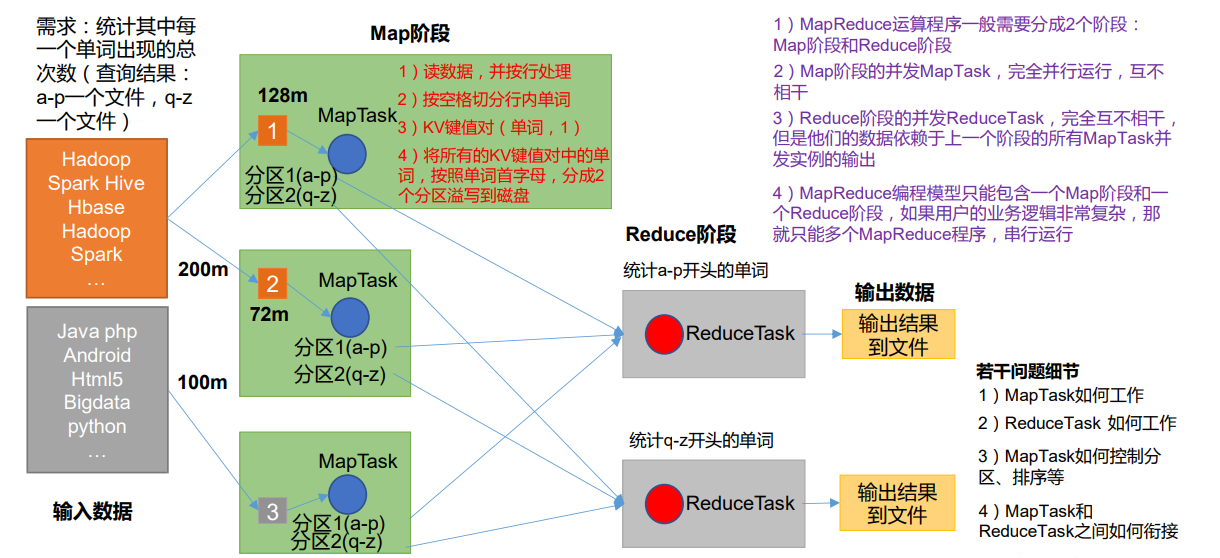 需求：统计其中每
一个单词出现的总
次数（查询结果：
a-p一个文件，q-z
一个文件）
Hadoop
Spark Hive
Hbase
Hadoop
Spark
…
200m
Java php
Android
Html5
Bigdata
python
…
100m
输入数据
Map阶段
128m
1
MapTask
分区1(a-p)
分区2(q-z)
1）读数据，并按行处理
2）按空格切分行内单词
3）KV键值对（单词，1）
4）将所有的KV键值对中的单
词，按照单词首字母，分成2
个分区溢写到磁盘
2
72m
MapTask
分区1(a-p)
分区2(q-z)
3
MapTask
分区1(a-p)
分区2(q-z)
Reduce阶段
统计a-p开头的单词
ReduceTask
统计q-z开头的单词
ReduceTask
输出数据
输出结果
到文件
输出结果
到文件
1）MapReduce运算程序一般需要分成2个阶段：
Map阶段和Reduce阶段
2）Map阶段的并发MapTask，完全并行运行，互不
相干
3）Reduce阶段的并发ReduceTask，完全互不相干，
但是他们的数据依赖于上一个阶段的所有MapTask并
发实例的输出
4）MapReduce编程模型只能包含一个Map阶段和一
个Reduce阶段，如果用户的业务逻辑非常复杂，那
就只能多个MapReduce程序，串行运行
若干问题细节
1）MapTask如何工作
2）ReduceTask 如何工作
3）MapTask如何控制分
区、排序等
4）MapTask和
ReduceTask之间如何衔接